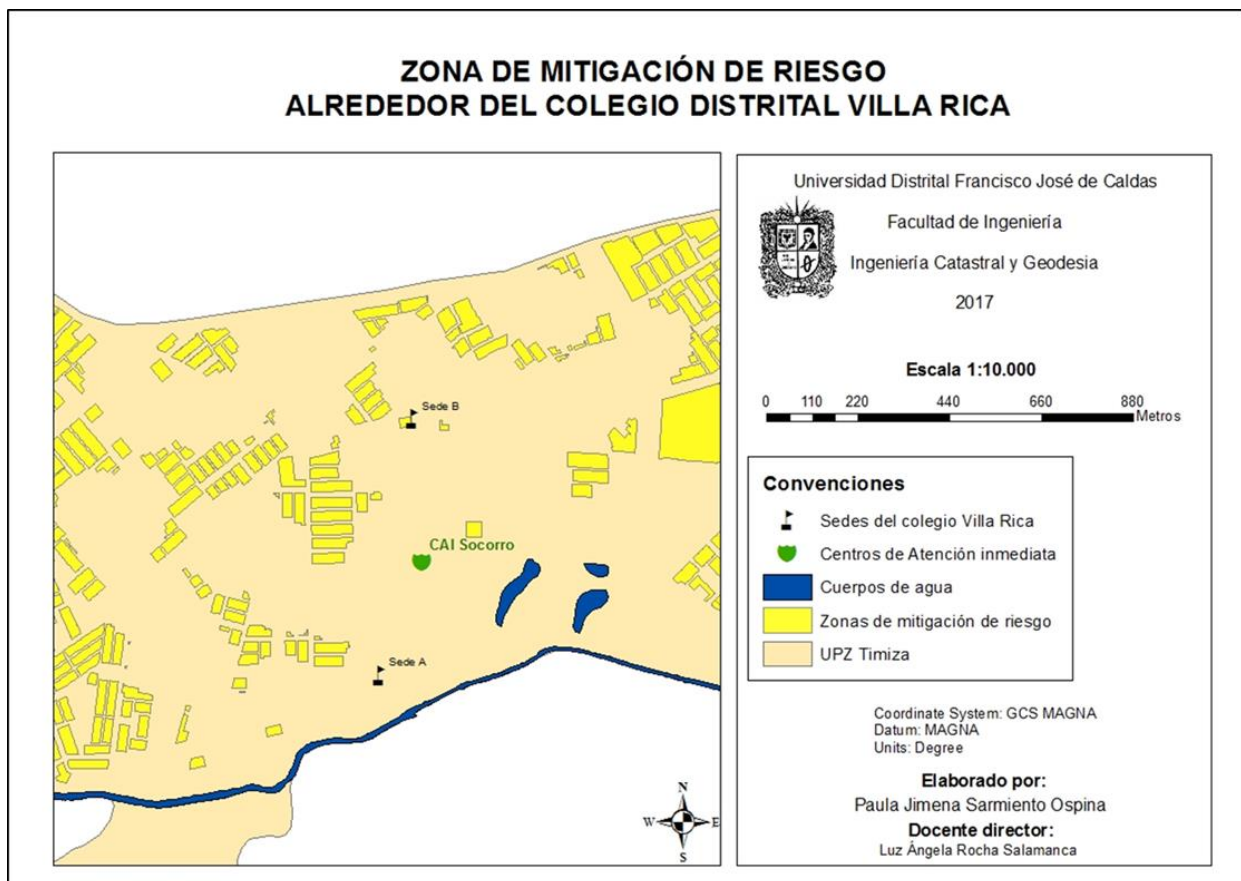 ZONA DE MITIGACIÓN DE RIESGO
ALREDEDOR DEL COLEGIO DISTRITAL VILLA RICA
Sede B
CAI Socorro
Sede A
N
W E
S
Universidad Distrital Francisco José de Caldas
Facultad de Ingeniería
Ingeniería Catastral y Geodesia
2017
Escala 1:10.000
0 110 220 440 660 880
Metros
Convenciones
Sedes del colegio Villa Rica
Centros de Atención inmediata
Cuerpos de agua
Zonas de mitigación de riesgo
UPZ Timiza
Coordinate System: GCS MAGNA
Datum: MAGNA
Units: Degree
Elaborado por:
Paula Jimena Sarmiento Ospina
Docente director:
Luz Ángela Rocha Salamanca